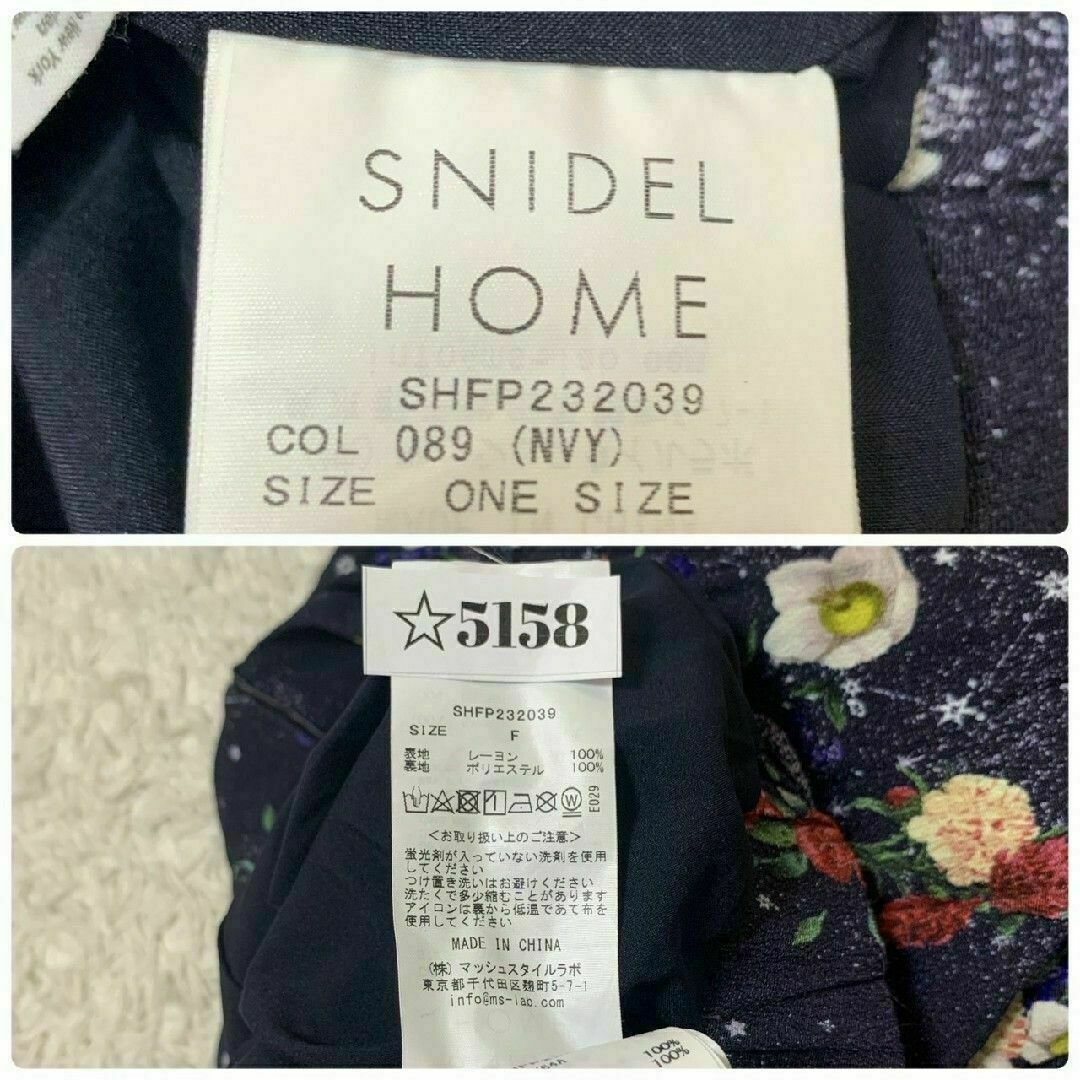 New York
SNIDEL
HOME
SHFP232039
COL 089 (NVY)
SIZE ONE SIZE
☆5158
SHFP232039
SIZE F
表地 レーヨン 100%
裏地 ポリエステル 100%
E029
<お取り扱い上のご注意>
蛍光剤が入っていない洗剤を使用
してください
つけ置き洗いはお避けください
洗たくで多少縮むことがあります
アイロンは裏から低温であて布を
使用してください
MADE IN CHINA
(株) マッシュスタイルラボ
東京都千代田区麹町5-7-1
info@ms-lab.com
100%
100%